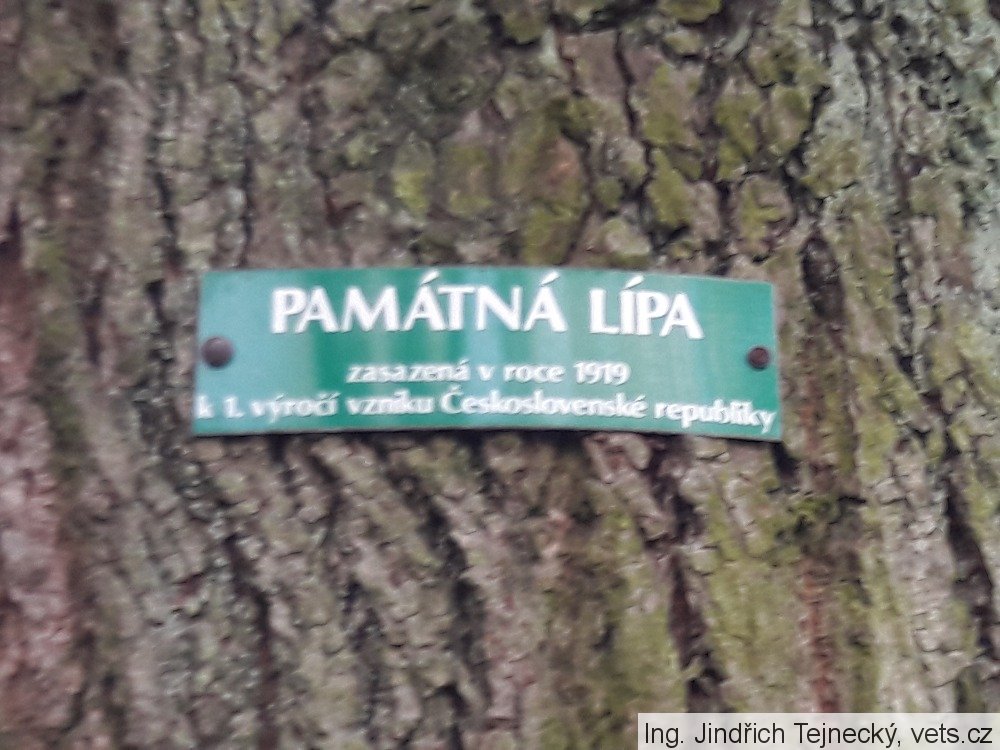 PAMÁTNÁ LÍPA
zasazená v roce 1919
k 1. výročí vzniku Československé republiky
Ing. Jindřich Tejnecký, vets.cz